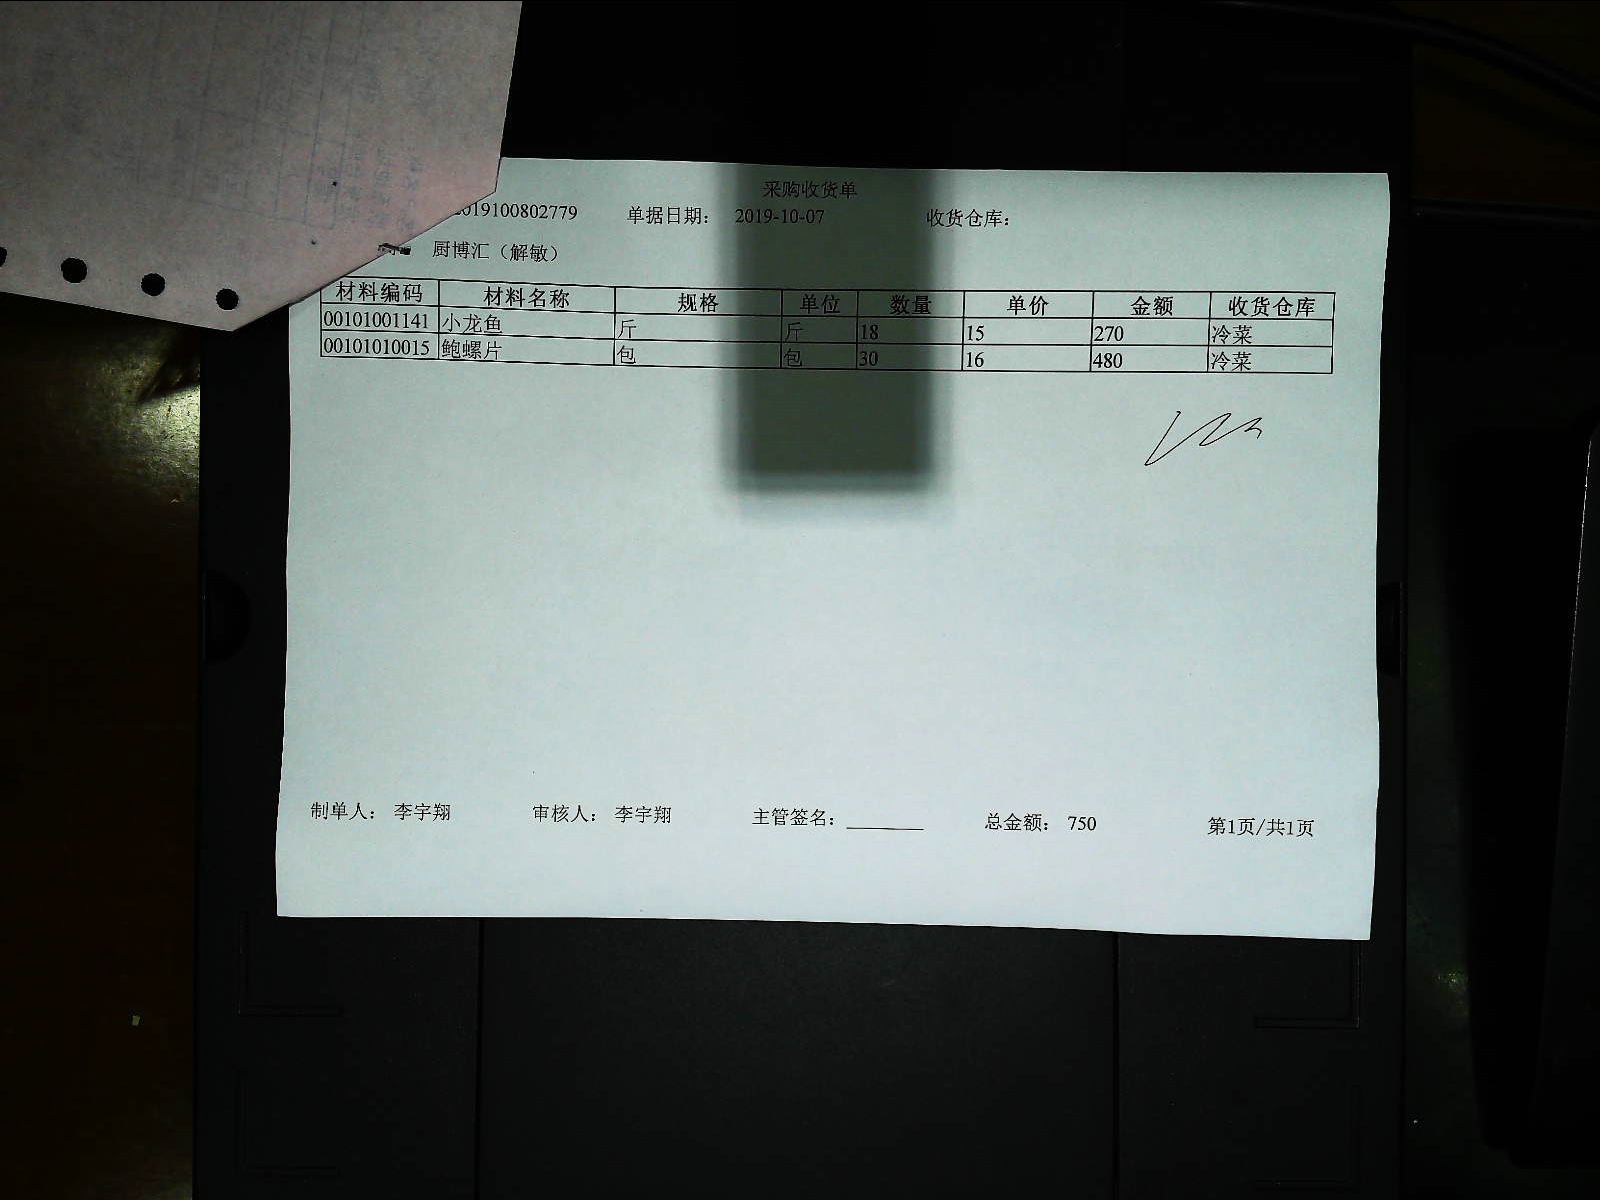 采购收货单
2019100802779 单据日期： 2019-10-07 收货仓库：
厨博汇（解敏）
材料编码 材料名称 规格 单位 数量 单价 金额 收货仓库
00101001141 小龙鱼 斤 斤 18 15 270 冷菜
00101010015 鲍螺片 包 包 30 16 480 冷菜
制单人： 李宇翔 审核人： 李宇翔 主管签名： 总金额： 750 第1页/共1页